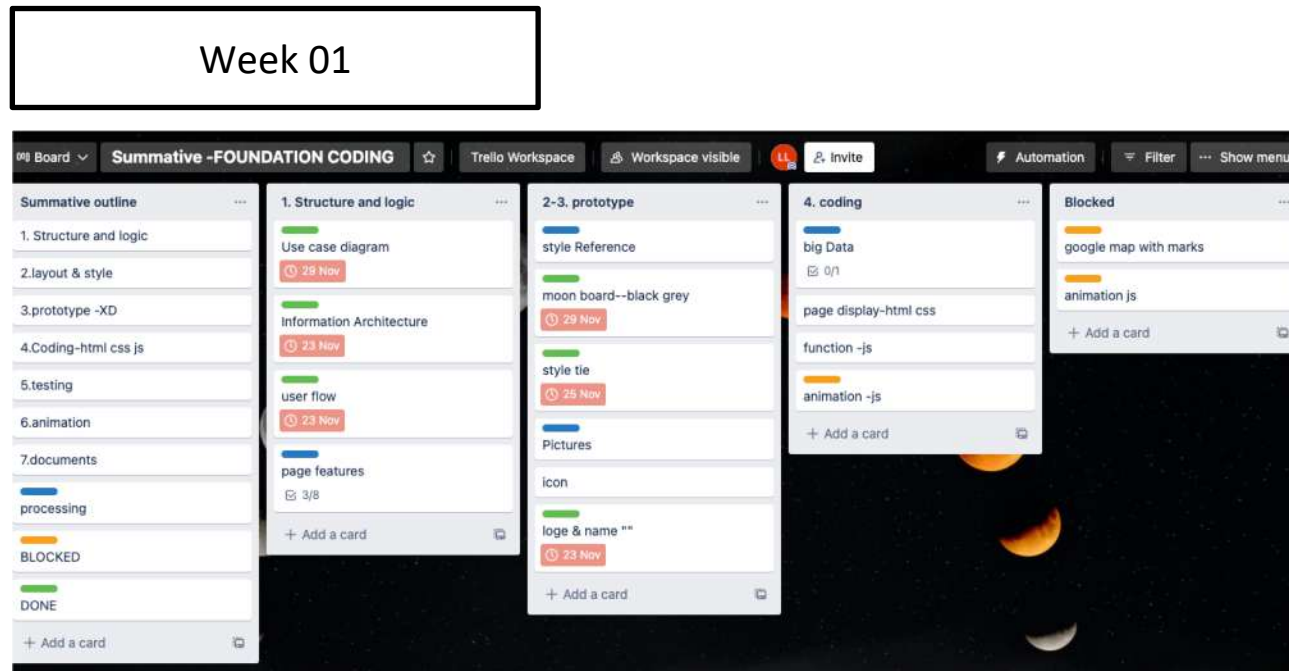 Week 01
Board
Summative -FOUNDATION CODING
Trello Workspace
Workspace visible
LL
Invite
Automation
Filter
Show menu
Summative outline
1. Structure and logic
2.layout & style
3.prototype -XD
4.Coding-html css js
5.testing
6.animation
7.documents
processing
BLOCKED
DONE
+ Add a card
1. Structure and logic
Use case diagram
29 Nov
Information Architecture
23 Nov
user flow
23 Nov
page features
3/8
+ Add a card
2-3. prototype
style Reference
moon board--black grey
29 Nov
style tie
25 Nov
Pictures
icon
loge & name ""
23 Nov
+ Add a card
4. coding
big Data
0/1
page display-html css
function -js
animation -js
+ Add a card
Blocked
google map with marks
animation js
+ Add a card